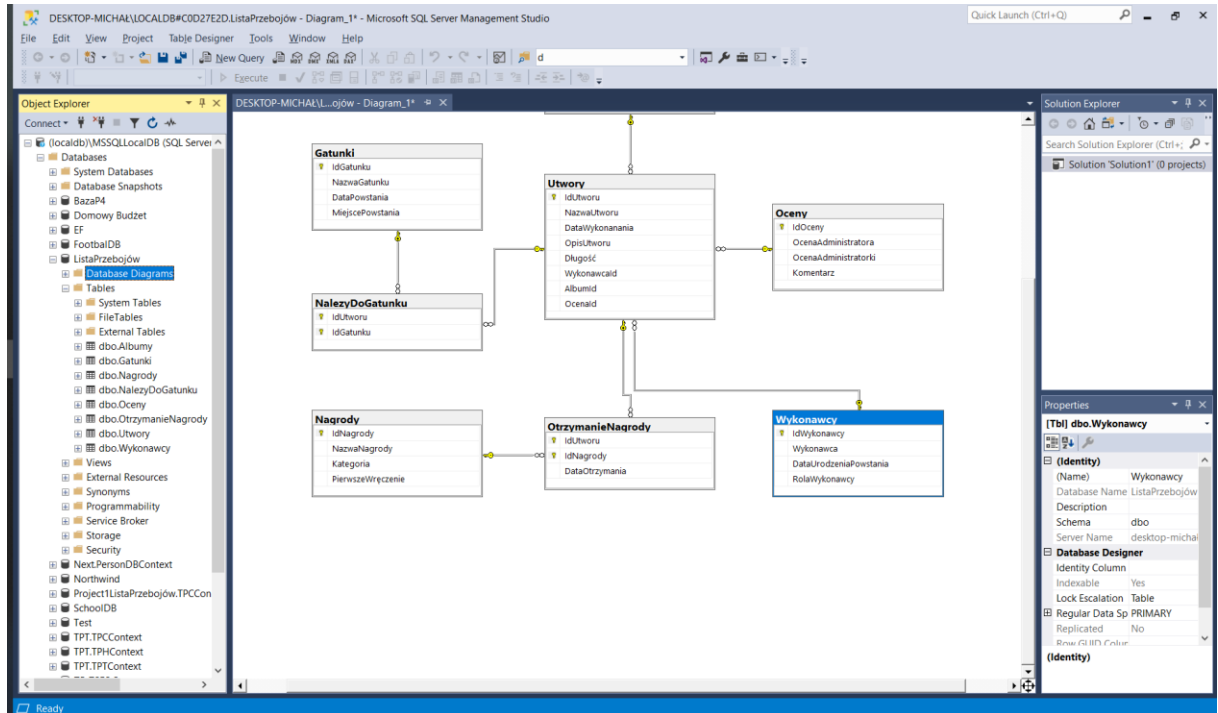 DESKTOP-MICHAŁ\LOCALDB#C0D27E2D.ListaPrzebojów - Diagram_1* - Microsoft SQL Server Management Studio
Quick Launch (Ctrl+Q)
File Edit View Project Table Designer Tools Window Help
New Query
d
Execute
Object Explorer
Connect
(localdb)\MSSQLLocalDB (SQL Server
Databases
System Databases
Database Snapshots
BazaP4
Domowy Budżet
EF
FootbalDB
ListaPrzebojów
Database Diagrams
Tables
System Tables
FileTables
External Tables
dbo.Albumy
dbo.Gatunki
dbo.Nagrody
dbo.NalezyDoGatunku
dbo.Oceny
dbo.OtrzymanieNagrody
dbo.Utwory
dbo.Wykonawcy
Views
External Resources
Synonyms
Programmability
Service Broker
Storage
Security
Next.PersonDBContext
Northwind
Project1ListaPrzebojów.TPCCon
SchoolDB
Test
TPT.TPCContext
TPT.TPHContext
TPT.TPTContext
DESKTOP-MICHAŁ\L...ojów - Diagram_1*
Gatunki
IdGatunku
NazwaGatunku
DataPowstania
MiejscePowstania
Utwory
IdUtworu
NazwaUtworu
DataWykonanania
OpisUtworu
Długość
WykonawcaId
AlbumId
OcenaId
Oceny
IdOceny
OcenaAdministratora
OcenaAdministratorki
Komentarz
NalezyDoGatunku
IdUtworu
IdGatunku
Nagrody
IdNagrody
NazwaNagrody
Kategoria
PierwszeWręczenie
OtrzymanieNagrody
IdUtworu
IdNagrody
DataOtrzymania
Wykonawcy
IdWykonawcy
Wykonawca
DataUrodzeniaPowstania
RolaWykonawcy
Solution Explorer
Search Solution Explorer (Ctrl+;
Solution 'Solution1' (0 projects)
Properties
[Tbl] dbo.Wykonawcy
(Identity)
(Name) Wykonawcy
Database Name ListaPrzebojów
Description
Schema dbo
Server Name desktop-michał
Database Designer
Identity Column
Indexable Yes
Lock Escalation Table
Regular Data Sp PRIMARY
Replicated No
Row GUID Colur
(Identity)
Ready